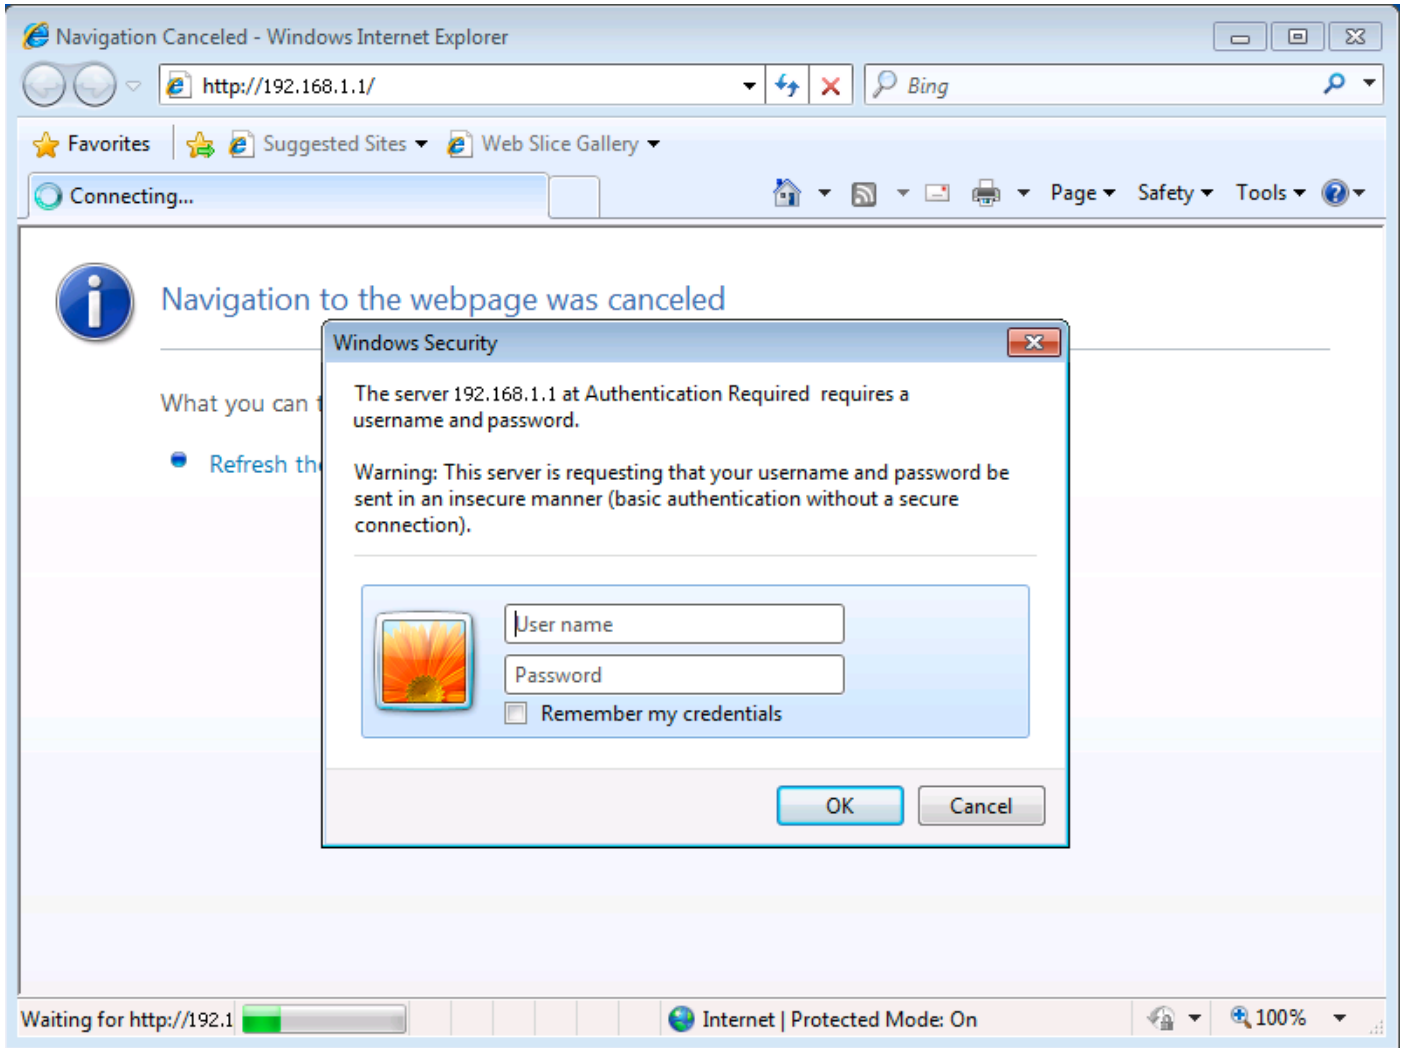 Navigation Canceled - Windows Internet Explorer
http://192.168.1.1/
Bing
Favorites
Suggested Sites
Web Slice Gallery
Connecting...
Page
Safety
Tools
Navigation to the webpage was canceled
What you can
Refresh the
Windows Security
The server 192.168.1.1 at Authentication Required requires a
username and password.
Warning: This server is requesting that your username and password be
sent in an insecure manner (basic authentication without a secure
connection).
User name
Password
Remember my credentials
OK
Cancel
Waiting for http://192.1
Internet | Protected Mode: On
100%